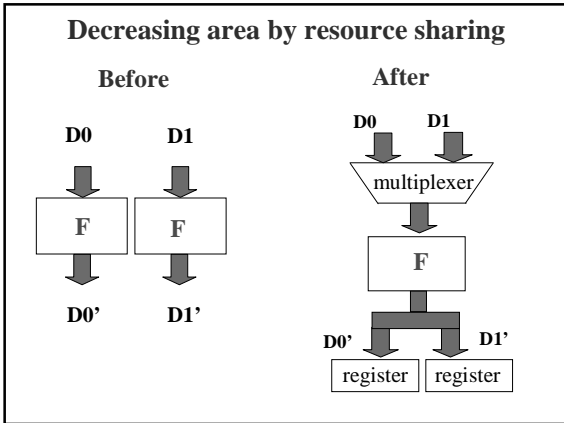 Decreasing area by resource sharing
Before
After
D0 D1
D0 D1
multiplexer
F F
F
D0’ D1’
D0’ D1’
register register